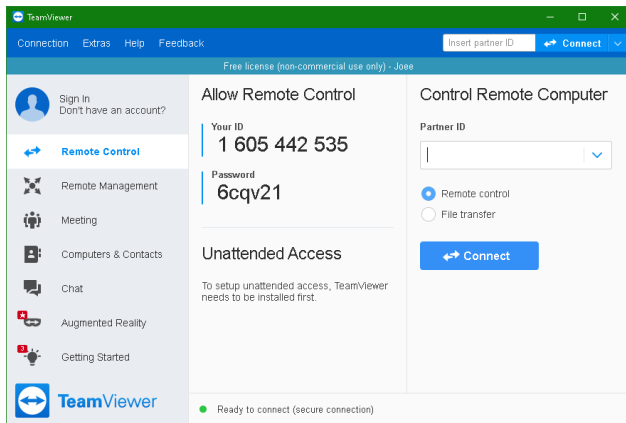 TeamViewer
Connection Extras Help Feedback
Insert partner ID
Connect
Free license (non-commercial use only) - Joee
Sign In
Don't have an account?
Remote Control
Remote Management
Meeting
Computers & Contacts
Chat
Augmented Reality
3
Getting Started
TeamViewer
Allow Remote Control
Your ID
1 605 442 535
Password
6cqv21
Unattended Access
To setup unattended access, TeamViewer
needs to be installed first.
Control Remote Computer
Partner ID
Remote control
File transfer
Connect
Ready to connect (secure connection)